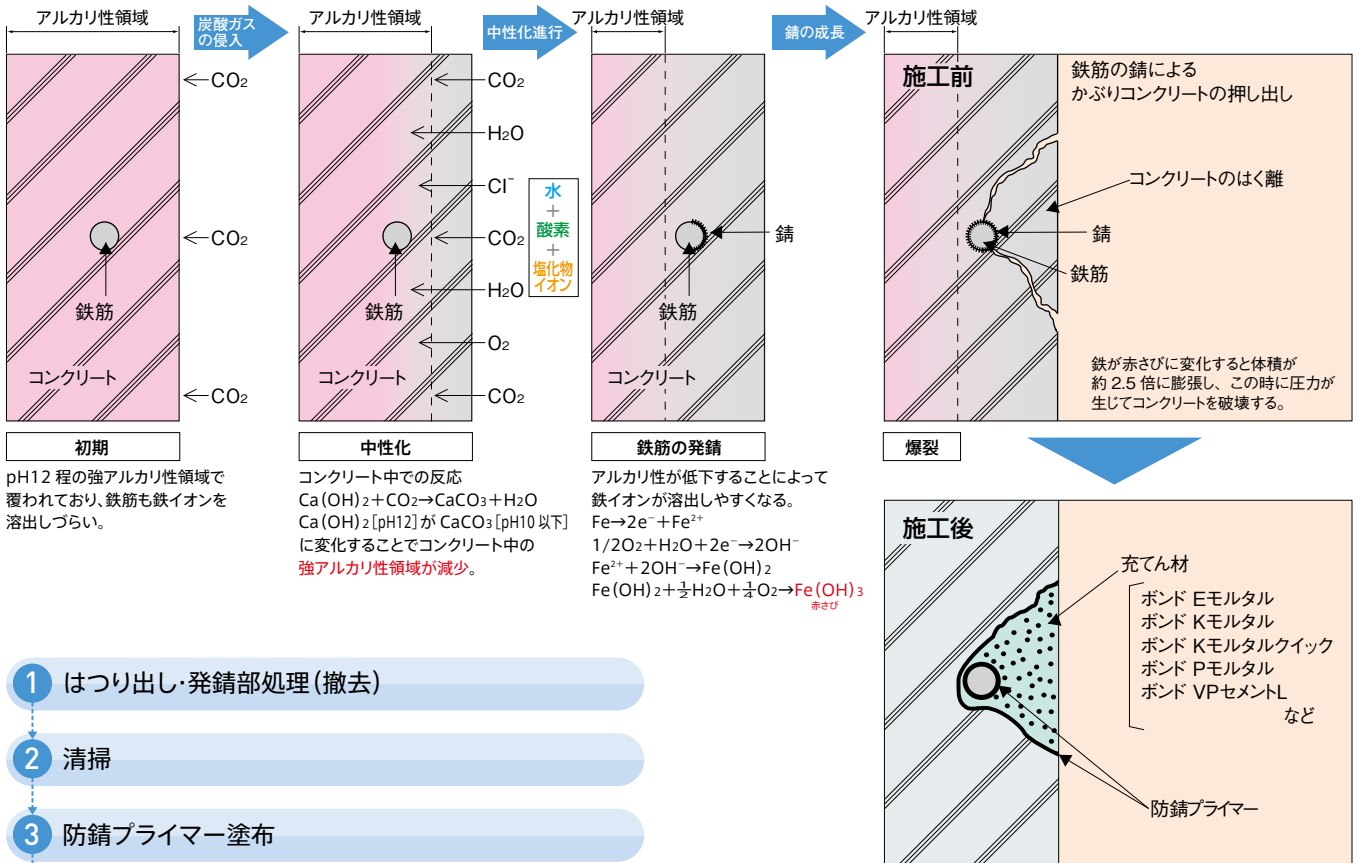 アルカリ性領域
炭酸ガス
の侵入
アルカリ性領域
中性化進行
アルカリ性領域
錆の成長
アルカリ性領域
←CO₂
←CO₂
←CO₂
鉄筋
コンクリート
CO₂
H₂O
Cl⁻
CO₂
H₂O
O₂
CO₂
鉄筋
コンクリート
水
+
酸素
+
塩化物
イオン
錆
鉄筋
コンクリート
施工前
鉄筋の錆による
かぶりコンクリートの押し出し
コンクリートのはく離
錆
鉄筋
鉄が赤さびに変化すると体積が
約 2.5 倍に膨張し、この時に圧力が
生じてコンクリートを破壊する。
初期
pH12 程の強アルカリ性領域で
覆われており、鉄筋も鉄イオンを
溶出しづらい。
中性化
コンクリート中での反応
Ca(OH)₂+CO₂→CaCO₃+H₂O
Ca(OH)₂[pH12]が CaCO₃[pH10 以下]
に変化することでコンクリート中の
強アルカリ性領域が減少。
鉄筋の発錆
アルカリ性が低下することによって
鉄イオンが溶出しやすくなる。
Fe→2e⁻+Fe²⁺
1/2O₂+H₂O+2e⁻→2OH⁻
Fe²⁺+2OH⁻→Fe(OH)₂
Fe(OH)₂+½H₂O+¼O₂→Fe(OH)₃
赤さび
爆裂
施工後
充てん材
ボンド Eモルタル
ボンド Kモルタル
ボンド Kモルタルクイック
ボンド Pモルタル
ボンド VPセメントL
など
防錆プライマー
1 はつり出し・発錆部処理(撤去)
2 清掃
3 防錆プライマー塗布